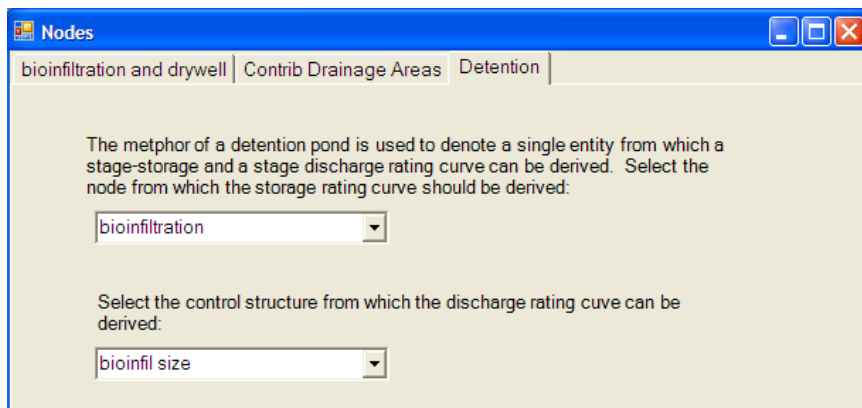 Nodes
bioinfiltration and drywell Contrib Drainage Areas Detention
The metphor of a detention pond is used to denote a single entity from which a
stage-storage and a stage discharge rating curve can be derived. Select the
node from which the storage rating curve should be derived:
bioinfiltration
Select the control structure from which the discharge rating cuve can be
derived:
bioinfil size